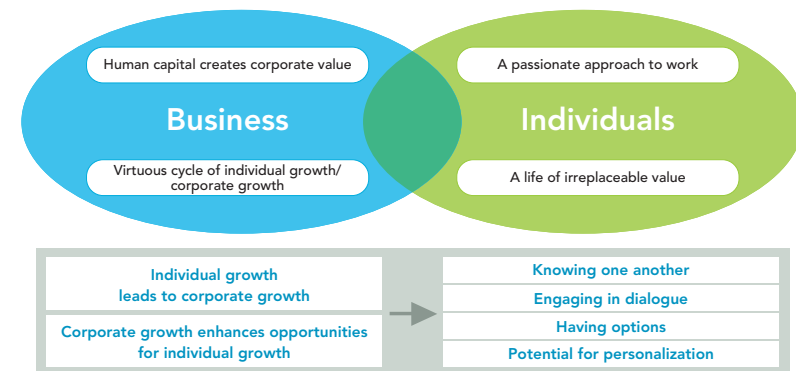 Human capital creates corporate value
Business
Virtuous cycle of individual growth/
corporate growth
A passionate approach to work
Individuals
A life of irreplaceable value
Individual growth
leads to corporate growth
Corporate growth enhances opportunities
for individual growth
Knowing one another
Engaging in dialogue
Having options
Potential for personalization